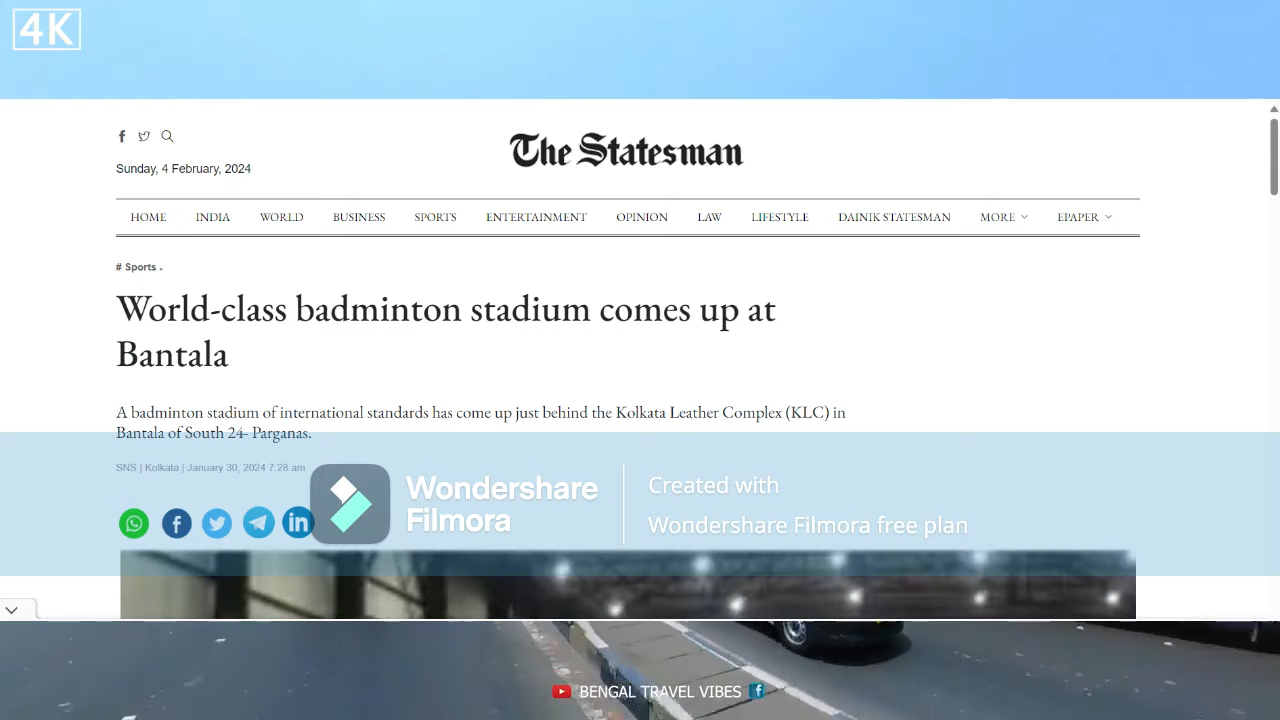 4K
The Statesman
Sunday, 4 February, 2024
HOME INDIA WORLD BUSINESS SPORTS ENTERTAINMENT OPINION LAW LIFESTYLE DAINIK STATESMAN MORE EPAPER
# Sports .
World-class badminton stadium comes up at
Bantala
A badminton stadium of international standards has come up just behind the Kolkata Leather Complex (KLC) in
Bantala of South 24- Parganas.
SNS | Kolkata | January 30, 2024 7:28 am
Wondershare
Filmora
Created with
Wondershare Filmora free plan
BENGAL TRAVEL VIBES